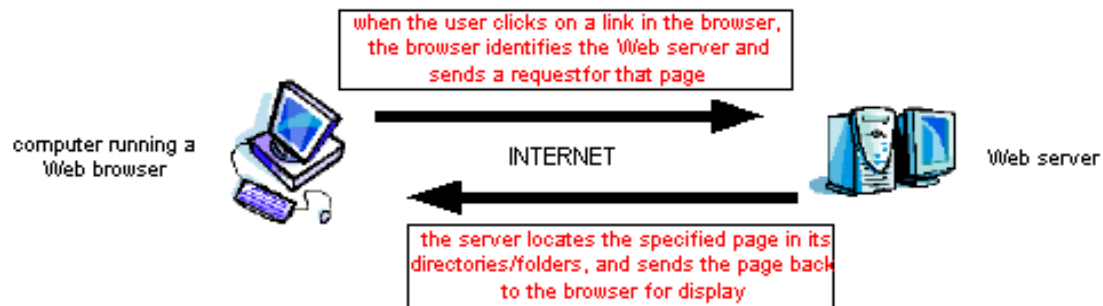 when the user clicks on a link in the browser,
the browser identifies the Web server and
sends a requestfor that page
computer running a
Web browser
INTERNET
Web server
the server locates the specified page in its
directories/folders, and sends the page back
to the browser for display